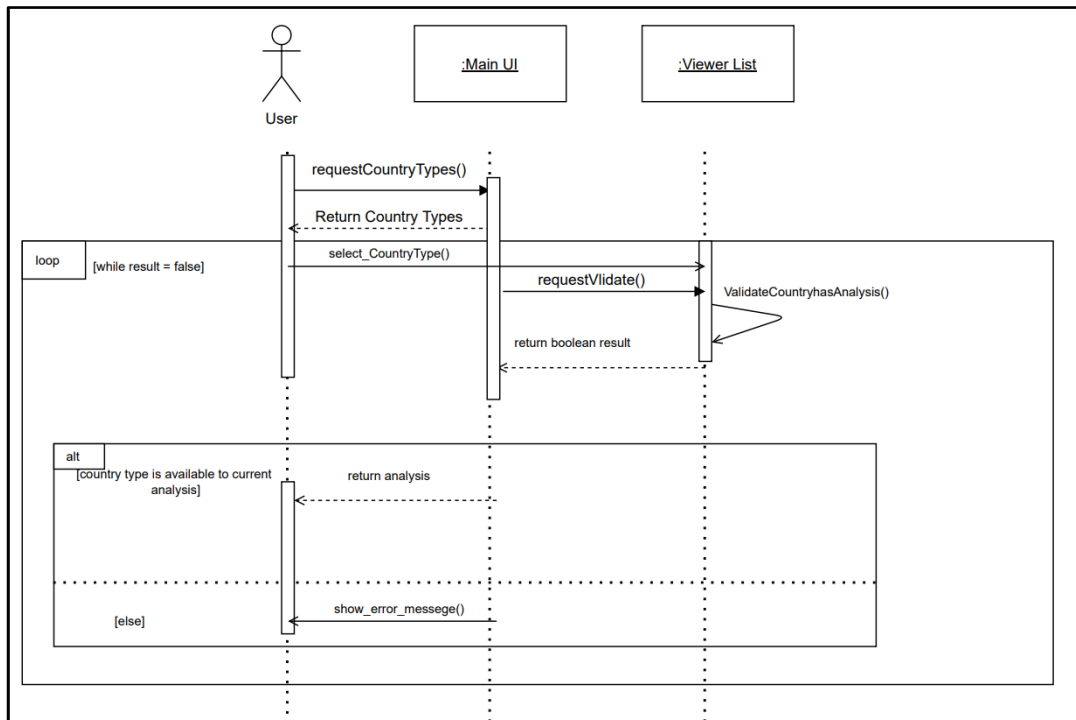 :Main UI
:Viewer List
User
requestCountryTypes()
Return Country Types
loop
[while result = false]
select_CountryType()
requestVlidate()
ValidateCountryhasAnalysis()
return boolean result
alt
[country type is available to current
analysis]
return analysis
[else]
show_error_messege()